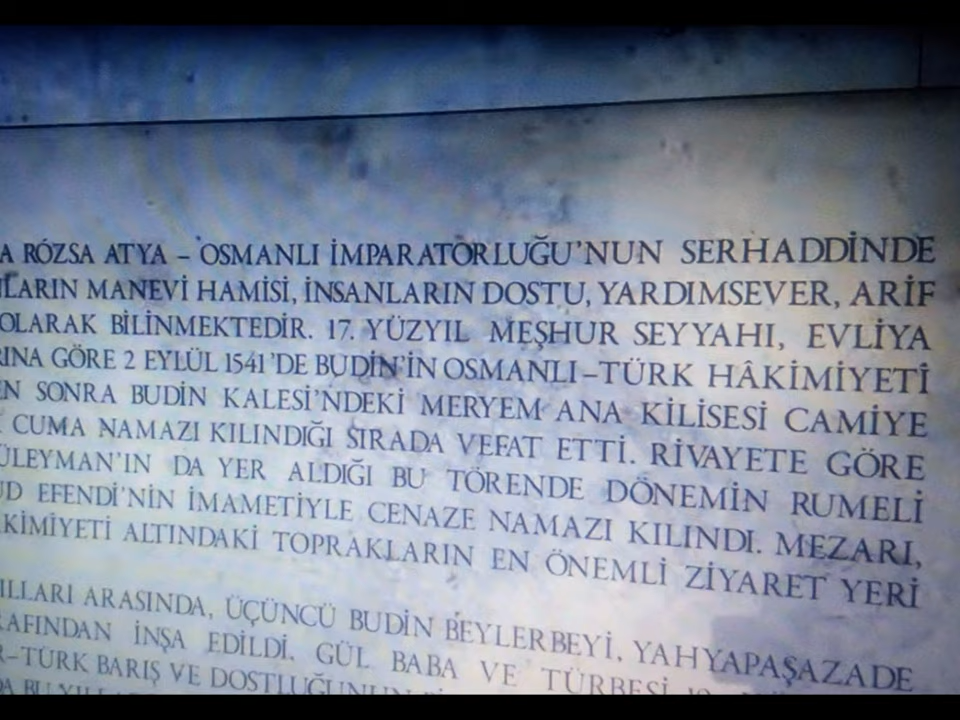 A RÓZSA ATYA – OSMANLI İMPARATORLUĞU'NUN SERHADDİNDE
LARIN MANEVİ HAMİSİ, İNSANLARIN DOSTU, YARDIMSEVER, ARİF
OLARAK BİLİNMEKTEDİR. 17. YÜZYIL MEŞHUR SEYYAHI, EVLİYA
RINA GÖRE 2 EYLÜL 1541'DE BUDİN'İN OSMANLI–TÜRK HÂKİMİYETİ
EN SONRA BUDİN KALESİ'NDEKİ MERYEM ANA KİLİSESİ CAMİYE
CUMA NAMAZI KILINDIĞI SIRADA VEFAT ETTİ. RİVAYETE GÖRE
ÜLEYMAN'IN DA YER ALDIĞI BU TÖRENDE DÖNEMİN RUMELİ
UD EFENDİ'NİN İMAMETİYLE CENAZE NAMAZI KILINDI. MEZARI,
KİMİYETİ ALTINDAKİ TOPRAKLARIN EN ÖNEMLİ ZİYARET YERİ
ILLARI ARASINDA, ÜÇÜNCÜ BUDİN BEYLERBEYİ, YAHYAPAŞAZADE
RAFINDAN İNŞA EDİLDİ. GÜL BABA VE TÜRBESİ
R–TÜRK BARIŞ VE DOSTLUĞUNUN